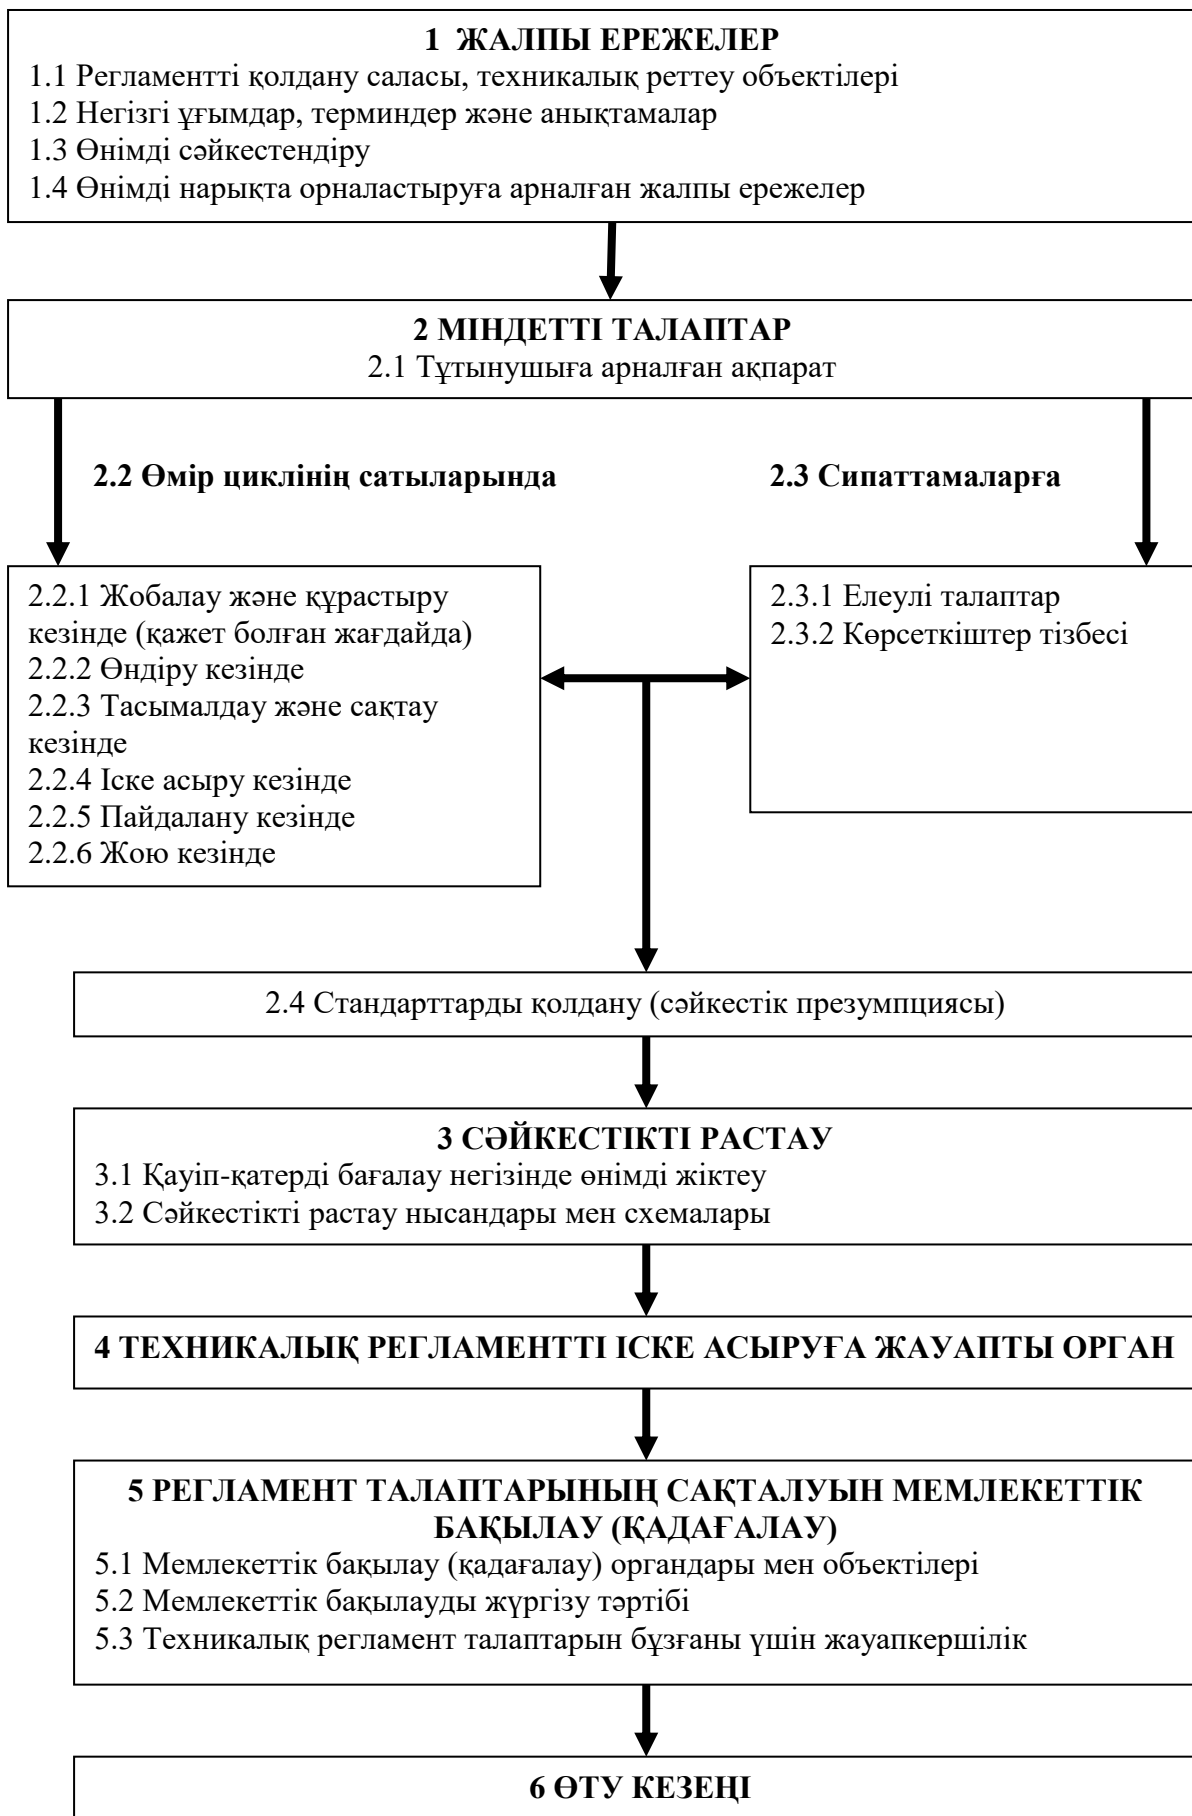 1 ЖАЛПЫ ЕРЕЖЕЛЕР
1.1 Регламентті қолдану саласы, техникалық реттеу объектілері
1.2 Негізгі ұғымдар, терминдер және анықтамалар
1.3 Өнімді сәйкестендіру
1.4 Өнімді нарықта орналастыруға арналған жалпы ережелер
2 МІНДЕТТІ ТАЛАПТАР
2.1 Тұтынушыға арналған ақпарат
2.2 Өмір циклінің сатыларында
2.3 Сипаттамаларға
2.2.1 Жобалау және құрастыру
кезінде (қажет болған жағдайда)
2.2.2 Өндіру кезінде
2.2.3 Тасымалдау және сақтау
кезінде
2.2.4 Іске асыру кезінде
2.2.5 Пайдалану кезінде
2.2.6 Жою кезінде
2.3.1 Елеулі талаптар
2.3.2 Көрсеткіштер тізбесі
2.4 Стандарттарды қолдану (сәйкестік презумпциясы)
3 СӘЙКЕСТІКТІ РАСТАУ
3.1 Қауіп-қатерді бағалау негізінде өнімді жіктеу
3.2 Сәйкестікті растау нысандары мен схемалары
4 ТЕХНИКАЛЫҚ РЕГЛАМЕНТТІ ІСКЕ АСЫРУҒА ЖАУАПТЫ ОРГАН
5 РЕГЛАМЕНТ ТАЛАПТАРЫНЫҢ САҚТАЛУЫН МЕМЛЕКЕТТІК
БАҚЫЛАУ (ҚАДАҒАЛАУ)
5.1 Мемлекеттік бақылау (қадағалау) органдары мен объектілері
5.2 Мемлекеттік бақылауды жүргізу тәртібі
5.3 Техникалық регламент талаптарын бұзғаны үшін жауапкершілік
6 ӨТУ КЕЗЕҢІ